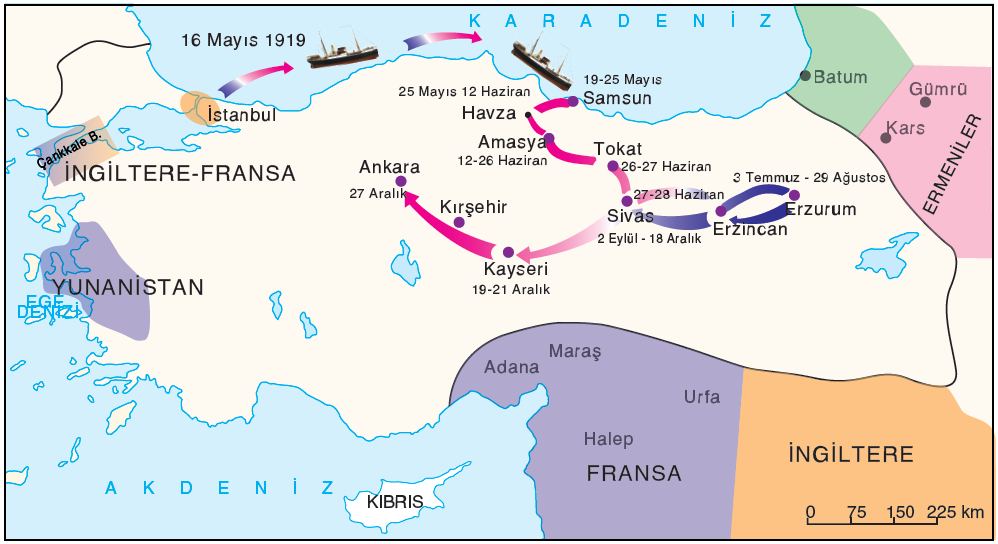 K A R A D E N İ Z
16 Mayıs 1919
19-25 Mayıs
Samsun
Batum
Gümrü
Kars
ERMENİLER
25 Mayıs 12 Haziran
Havza
İstanbul
Çankkale B.
Amasya
12-26 Haziran
Tokat
26-27 Haziran
İNGİLTERE-FRANSA
Ankara
27 Aralık
Kırşehir
27-28 Haziran
Sivas
2 Eylül - 18 Aralık
3 Temmuz - 29 Ağustos
Erzurum
Erzincan
Kayseri
19-21 Aralık
YUNANİSTAN
EGE
DENİZİ
Maraş
Adana
Urfa
Halep
FRANSA
İNGİLTERE
A K D E N İ Z
KIBRIS
0 75 150 225 km